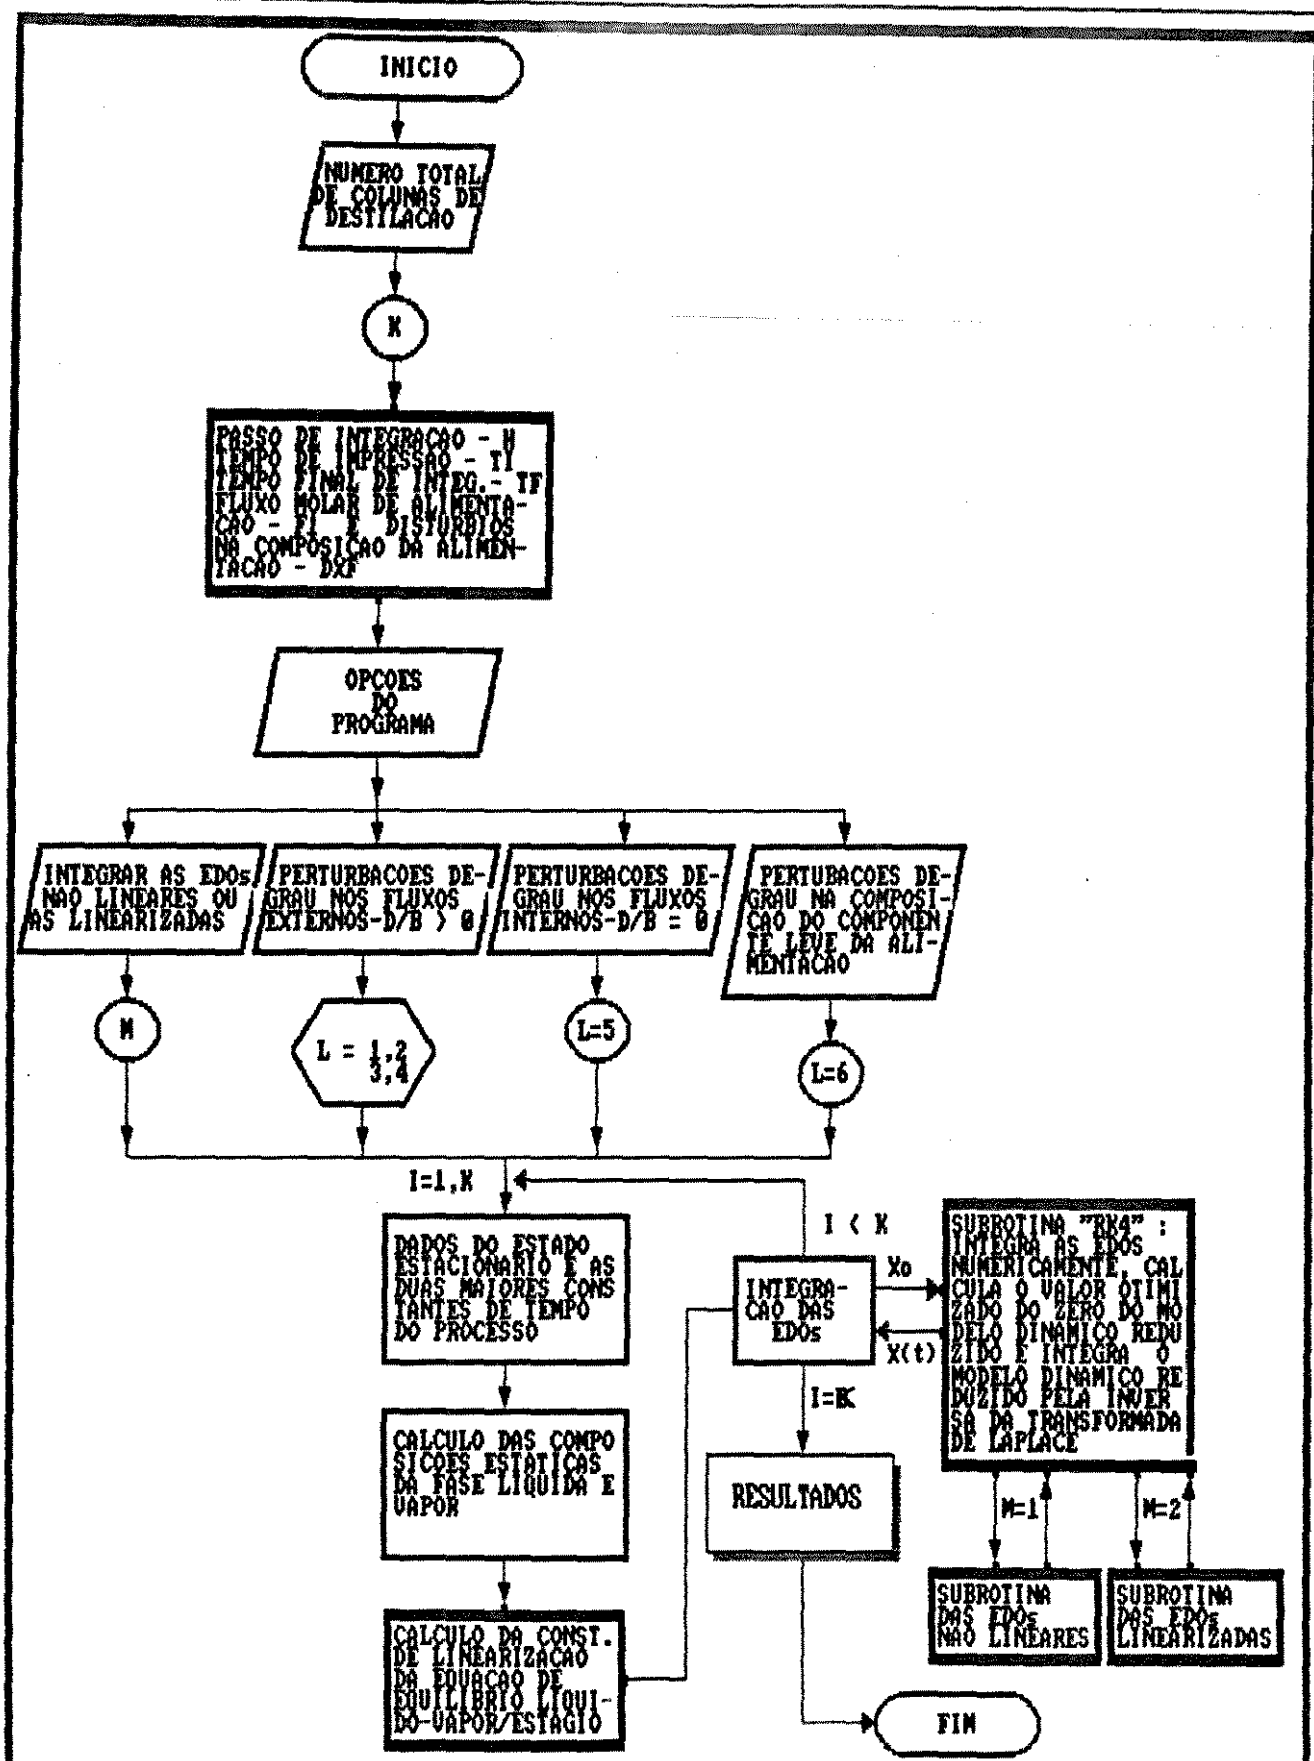 INICIO
NUMERO TOTAL
DE COLUNAS DE
DESTILACAO
K
PASSO DE INTEGRACAO - H
TEMPO DE IMPRESSAO - TI
TEMPO FINAL DE INTEG.- TF
FLUXO MOLAR DE ALIMENTA-
CAO - FI E DISTURBIOS
NA COMPOSICAO DA ALIMEN-
TACAO - DXF
OPCOES
DO
PROGRAMA
INTEGRAR AS EDOs
NAO LINEARES OU
AS LINEARIZADAS
PERTURBACOES DE-
GRAU NOS FLUXOS
EXTERNOS-D/B > 0
PERTURBACOES DE-
GRAU NOS FLUXOS
INTERNOS-D/B = 0
PERTUBACOES DE-
GRAU NA COMPOSI-
CAO DO COMPONEN
TE LEVE DA ALI-
MENTACAO
M
L = 1,2
3,4
L=5
L=6
I=1,K
DADOS DO ESTADO
ESTACIONARIO E AS
DUAS MAIORES CONS
TANTES DE TEMPO
DO PROCESSO
CALCULO DAS COMPO
SICOES ESTATICAS
DA FASE LIQUIDA E
VAPOR
CALCULO DA CONST.
DE LINEARIZACAO
DA EQUACAO DE
EQUILIBRIO LIQUI-
DO-VAPOR/ESTAGIO
I < K
INTEGRA-
CAO DAS
EDOs
Xo
X(t)
I=K
RESULTADOS
SUBROTINA "RK4" :
INTEGRA AS EDOS
NUMERICAMENTE, CAL
CULA O VALOR OTIMI
ZADO DO ZERO DO MO
DELO DINAMICO REDU
ZIDO E INTEGRA O
MODELO DINAMICO RE
DUZIDO PELA INVER
SA DA TRANSFORMADA
DE LAPLACE
M=1
M=2
SUBROTINA
DAS EDOs
NAO LINEARES
SUBROTINA
DAS EDOs
LINEARIZADAS
FIM